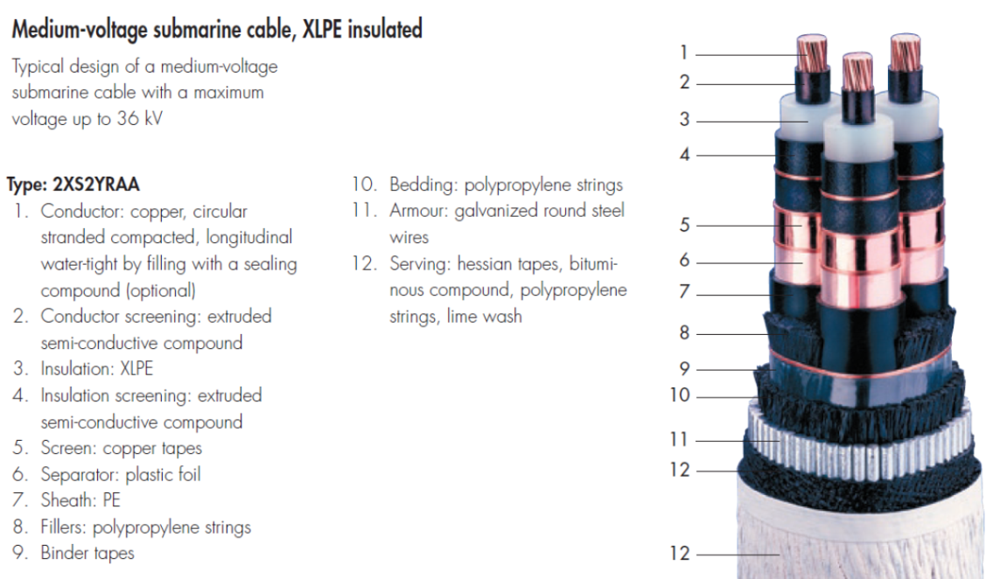 Medium-voltage submarine cable, XLPE insulated
Typical design of a medium-voltage
submarine cable with a maximum
voltage up to 36 kV
Type: 2XS2YRAA
1. Conductor: copper, circular
stranded compacted, longitudinal
water-tight by filling with a sealing
compound (optional)
2. Conductor screening: extruded
semi-conductive compound
3. Insulation: XLPE
4. Insulation screening: extruded
semi-conductive compound
5. Screen: copper tapes
6. Separator: plastic foil
7. Sheath: PE
8. Fillers: polypropylene strings
9. Binder tapes
10. Bedding: polypropylene strings
11. Armour: galvanized round steel
wires
12. Serving: hessian tapes, bitumi-
nous compound, polypropylene
strings, lime wash
1
2
3
4
5
6
7
8
9
10
11
12
12